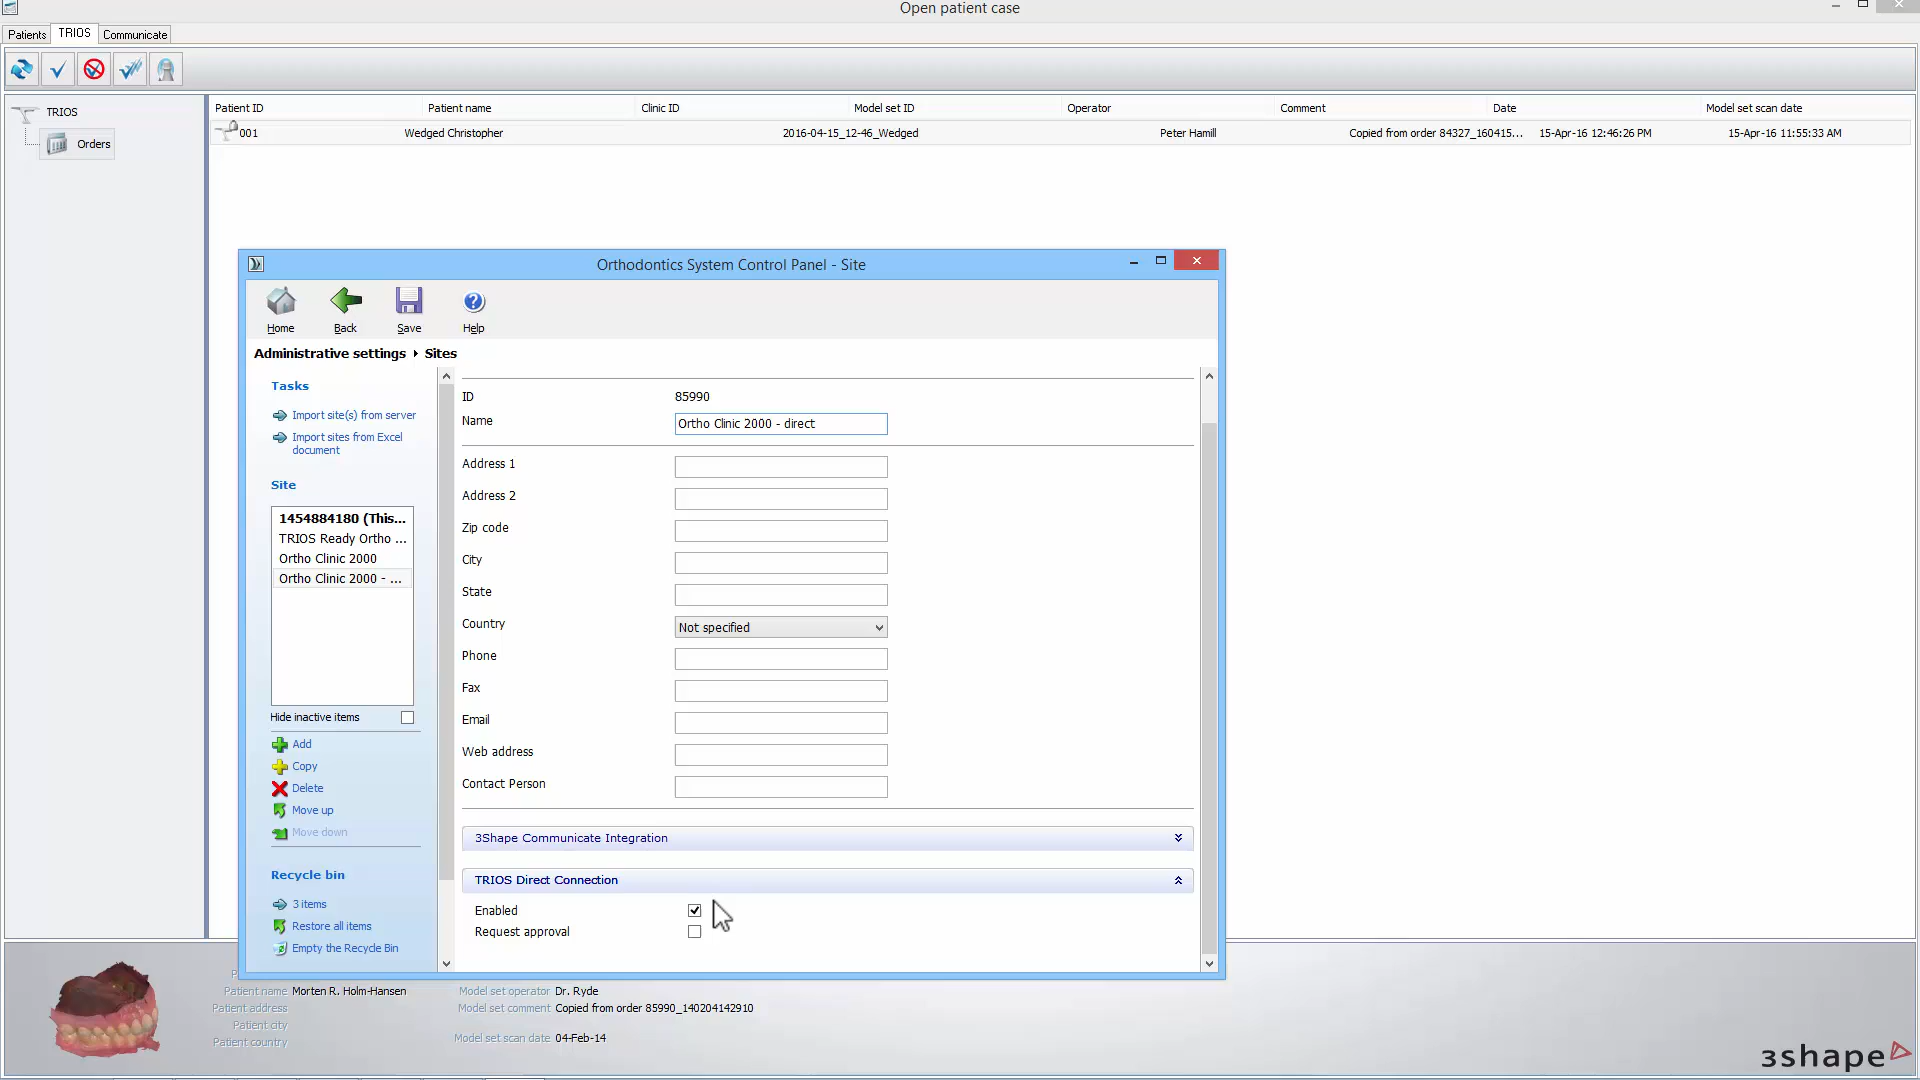 Open patient case
Patients TRIOS Communicate
TRIOS
Orders
Patient ID Patient name Clinic ID Model set ID Operator Comment Date Model set scan date
001 Wedged Christopher 2016-04-15_12-46_Wedged Peter Hamill Copied from order 84327_160415... 15-Apr-16 12:46:26 PM 15-Apr-16 11:55:33 AM
Orthodontics System Control Panel - Site
Home Back Save Help
Administrative settings Sites
Tasks
Import site(s) from server
Import sites from Excel
document
Site
1454884180 (This...
TRIOS Ready Ortho ...
Ortho Clinic 2000
Ortho Clinic 2000 - ...
Hide inactive items
Add
Copy
Delete
Move up
Move down
Recycle bin
3 items
Restore all items
Empty the Recycle Bin
ID 85990
Name Ortho Clinic 2000 - direct
Address 1
Address 2
Zip code
City
State
Country Not specified
Phone
Fax
Email
Web address
Contact Person
3Shape Communicate Integration
TRIOS Direct Connection
Enabled
Request approval
Patient name Morten R. Holm-Hansen Model set operator Dr. Ryde
Patient address Model set comment Copied from order 85990_140204142910
Patient city
Patient country Model set scan date 04-Feb-14
3shape